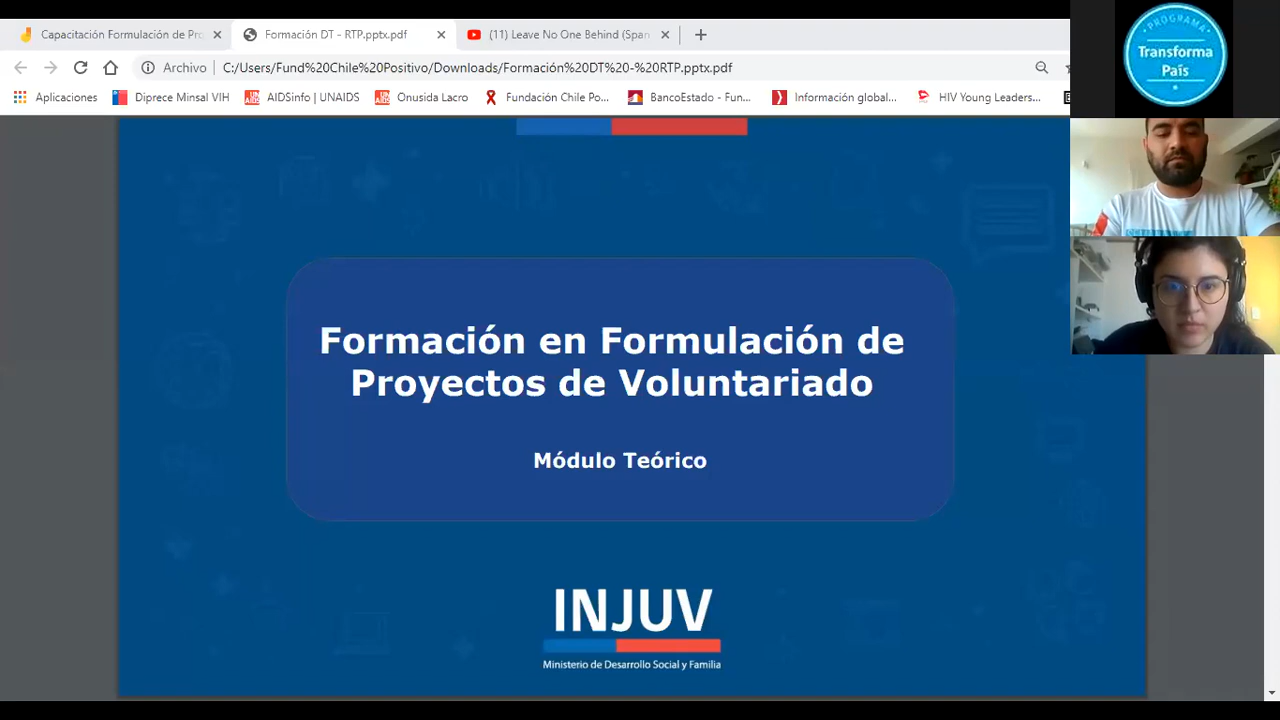 Capacitación Formulación de Pro
Formación DT - RTP.pptx.pdf
(11) Leave No One Behind (Span
Archivo
C:/Users/Fund%20Chile%20Positivo/Downloads/Formación%20DT%20-%20RTP.pptx.pdf
Aplicaciones
Diprece Minsal VIH
AIDSinfo | UNAIDS
Onusida Lacro
Fundación Chile Po...
BancoEstado - Fun...
Información global...
HIV Young Leaders...
PROGRAMA
Transforma
País
Formación en Formulación de
Proyectos de Voluntariado
Módulo Teórico
INJUV
Ministerio de Desarrollo Social y Familia